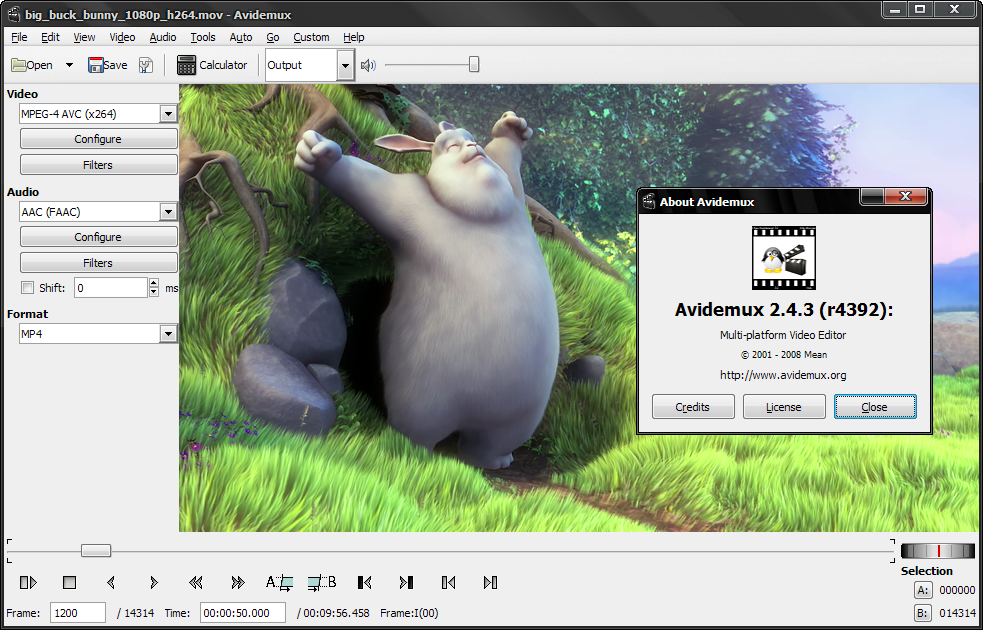 big_buck_bunny_1080p_h264.mov - Avidemux
File Edit View Video Audio Tools Auto Go Custom Help
Open Save Calculator Output
Video
MPEG-4 AVC (x264)
Configure
Filters
Audio
AAC (FAAC)
Configure
Filters
Shift: 0 ms
Format
MP4
About Avidemux
Avidemux 2.4.3 (r4392):
Multi-platform Video Editor
© 2001 - 2008 Mean
http://www.avidemux.org
Credits License Close
A B
Selection
A: 000000
B: 014314
Frame: 1200 / 14314 Time: 00:00:50.000 / 00:09:56.458 Frame:I(00)